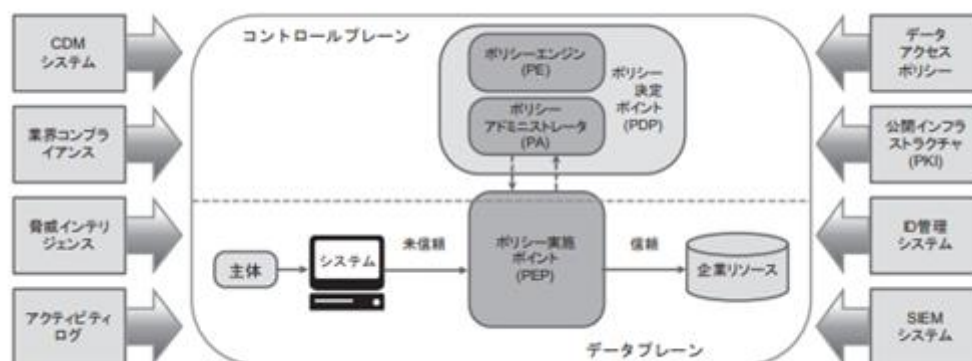 CDM
システム
業界コンプラ
イアンス
脅威インテリ
ジェンス
アクティビティ
ログ
コントロールプレーン
ポリシーエンジン
(PE)
ポリシー
アドミニストレータ
(PA)
ポリシー
決定
ポイント
(PDP)
主体
システム
未信頼
ポリシー実施
ポイント
(PEP)
信頼
企業リソース
データプレーン
データ
アクセス
ポリシー
公開インフラ
ストラクチャ
(PKI)
ID管理
システム
SIEM
システム